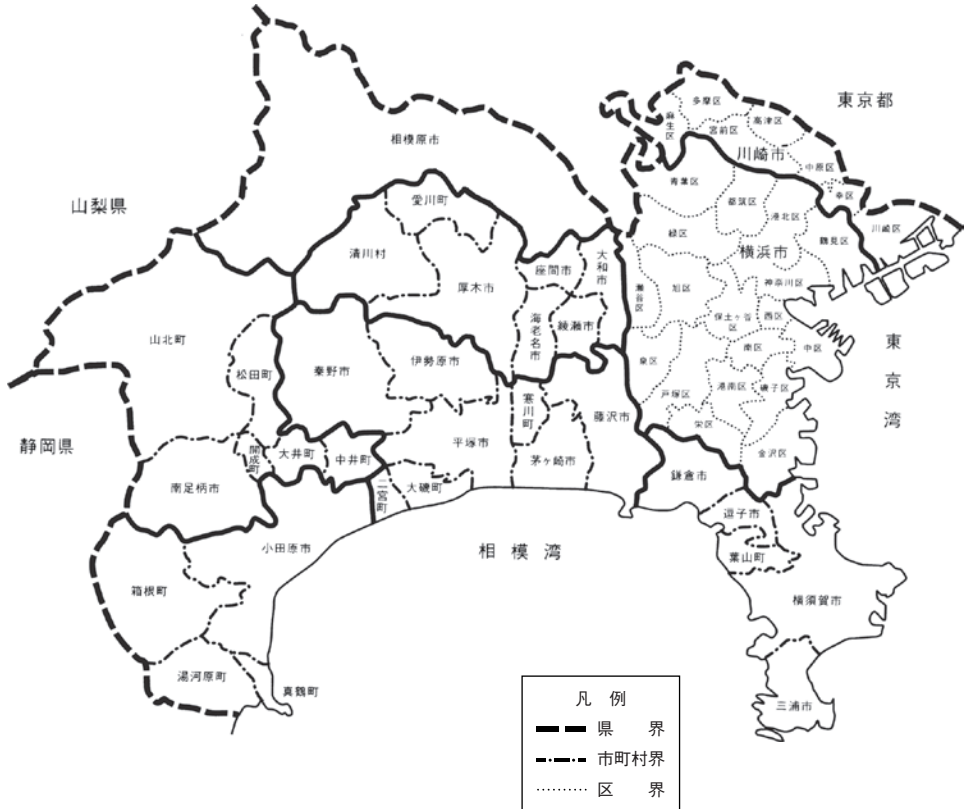 東京都
多摩区
麻生区
宮前区
高津区
川崎市
中原区
幸区
川崎区
相模原市
山梨県
青葉区
都筑区
港北区
鶴見区
緑区
横浜市
愛川町
清川村
厚木市
座間市
大和市
海老名市
綾瀬市
瀬谷区
旭区
神奈川区
保土ヶ谷区
西区
南区
中区
泉区
戸塚区
港南区
磯子区
栄区
金沢区
東京湾
山北町
松田町
秦野市
伊勢原市
寒川町
藤沢市
静岡県
開成町
大井町
中井町
平塚市
茅ヶ崎市
鎌倉市
南足柄市
二宮町
大磯町
逗子市
小田原市
相模湾
葉山町
箱根町
横須賀市
湯河原町
真鶴町
三浦市
凡例
県界
市町村界
区界